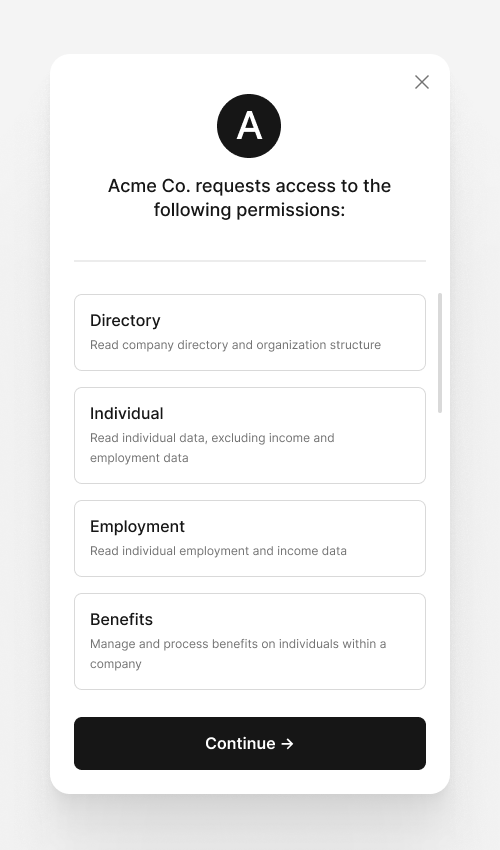 A
Acme Co. requests access to the
following permissions:
Directory
Read company directory and organization structure
Individual
Read individual data, excluding income and
employment data
Employment
Read individual employment and income data
Benefits
Manage and process benefits on individuals within a
company
Continue →